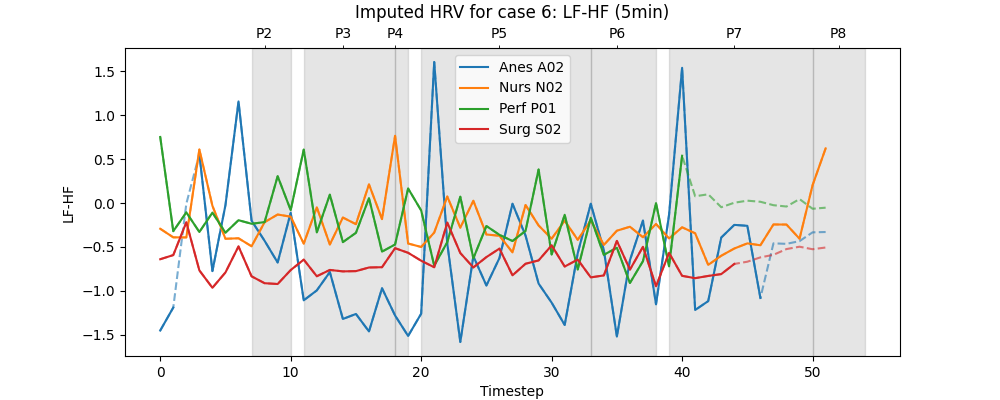 Imputed HRV for case 6: LF-HF (5min)
P2 P3 P4 P5 P6 P7 P8
Anes A02
Nurs N02
Perf P01
Surg S02
LF-HF
1.5
1.0
0.5
0.0
−0.5
−1.0
−1.5
0 10 20 30 40 50
Timestep